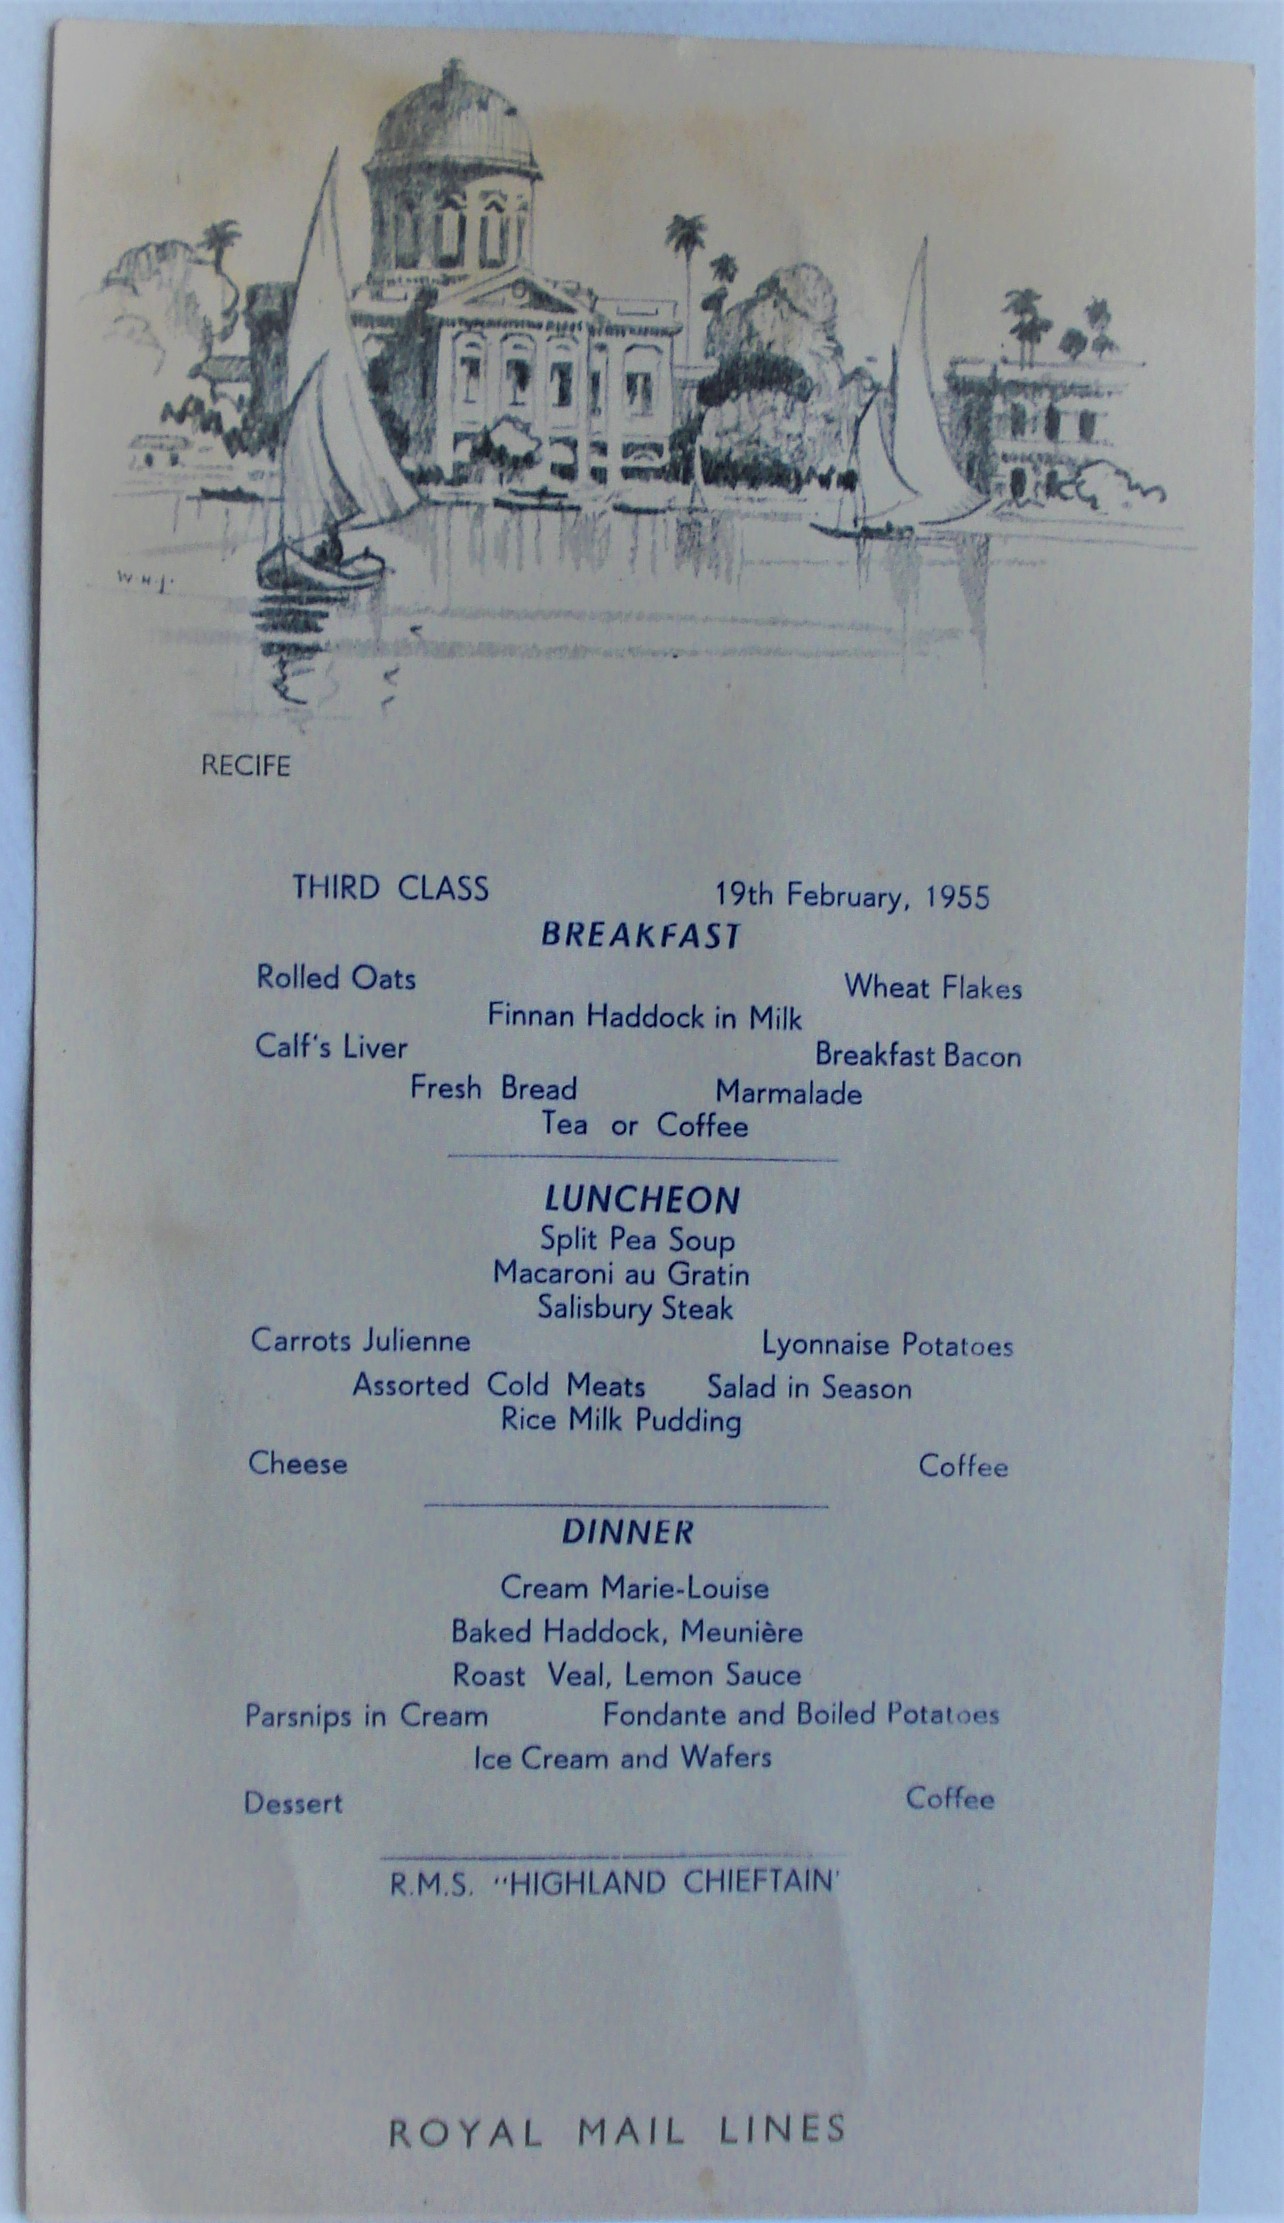 W.H.J.
RECIFE
THIRD CLASS 19th February, 1955
BREAKFAST
Rolled Oats Wheat Flakes
Finnan Haddock in Milk
Calf's Liver Breakfast Bacon
Fresh Bread Marmalade
Tea or Coffee
LUNCHEON
Split Pea Soup
Macaroni au Gratin
Salisbury Steak
Carrots Julienne Lyonnaise Potatoes
Assorted Cold Meats Salad in Season
Rice Milk Pudding
Cheese Coffee
DINNER
Cream Marie-Louise
Baked Haddock, Meunière
Roast Veal, Lemon Sauce
Parsnips in Cream Fondante and Boiled Potatoes
Ice Cream and Wafers
Dessert Coffee
R.M.S. "HIGHLAND CHIEFTAIN'
ROYAL MAIL LINES